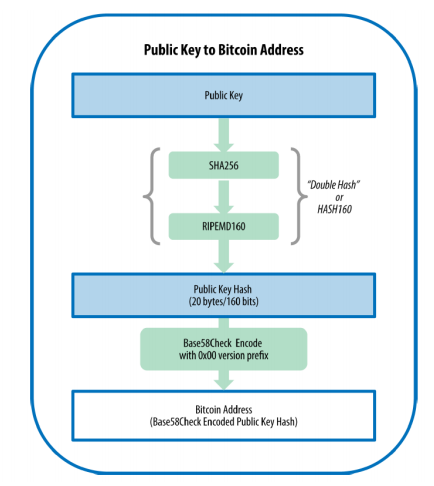 Public Key to Bitcoin Address
Public Key
SHA256
"Double Hash"
or
HASH160
RIPEMD160
Public Key Hash
(20 bytes/160 bits)
Base58Check Encode
with 0x00 version prefix
Bitcoin Address
(Base58Check Encoded Public Key Hash)